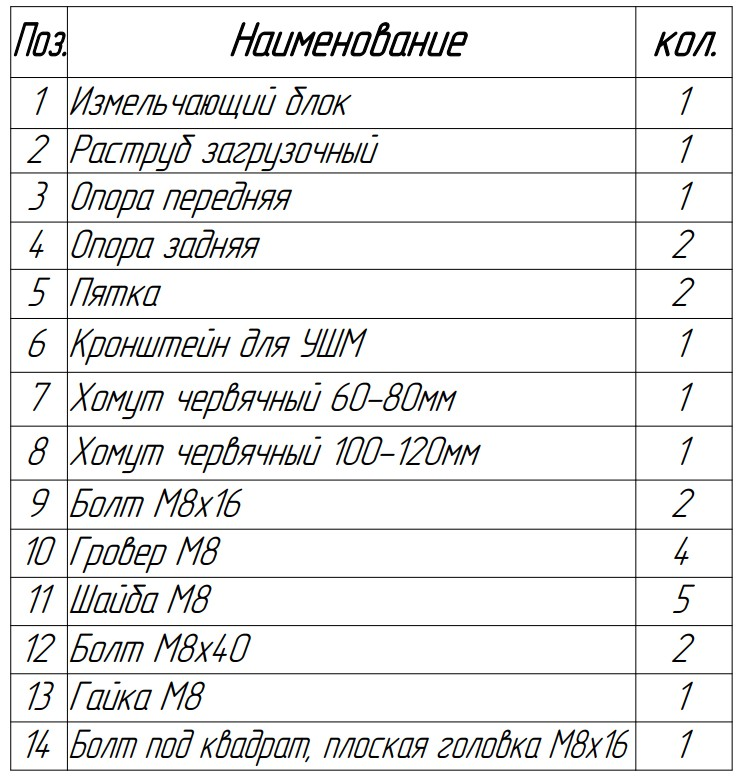 Поз. Наименование кол.
1 Измельчающий блок 1
2 Раструб загрузочный 1
3 Опора передняя 1
4 Опора задняя 2
5 Пятка 2
6 Кронштейн для УШМ 1
7 Хомут червячный 60-80мм 1
8 Хомут червячный 100-120мм 1
9 Болт М8х16 2
10 Гровер М8 4
11 Шайба М8 5
12 Болт М8х40 2
13 Гайка М8 1
14 Болт под квадрат, плоская головка М8х16 1